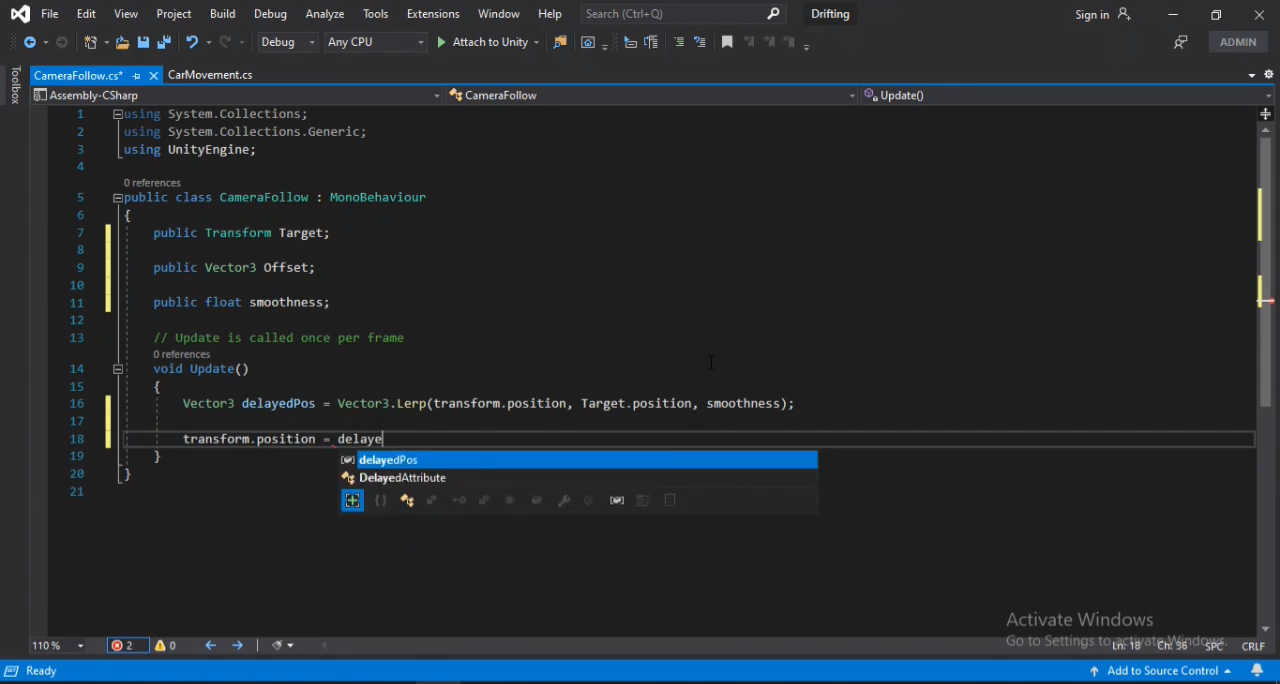 File Edit View Project Build Debug Analyze Tools Extensions Window Help Search (Ctrl+Q) Drifting Sign in
Debug Any CPU Attach to Unity ADMIN
Toolbox
CameraFollow.cs* CarMovement.cs
Assembly-CSharp CameraFollow Update()
1 using System.Collections;
2 using System.Collections.Generic;
3 using UnityEngine;
4
0 references
5 public class CameraFollow : MonoBehaviour
6 {
7 public Transform Target;
8
9 public Vector3 Offset;
10
11 public float smoothness;
12
13 // Update is called once per frame
0 references
14 void Update()
15 {
16 Vector3 delayedPos = Vector3.Lerp(transform.position, Target.position, smoothness);
17
18 transform.position = delaye
19 }
delayedPos
20 }
DelayedAttribute
21
Activate Windows
Go to Settings to activate Windows.
110 % 2 0 Ln: 18 Ch: 36 SPC CRLF
Ready Add to Source Control